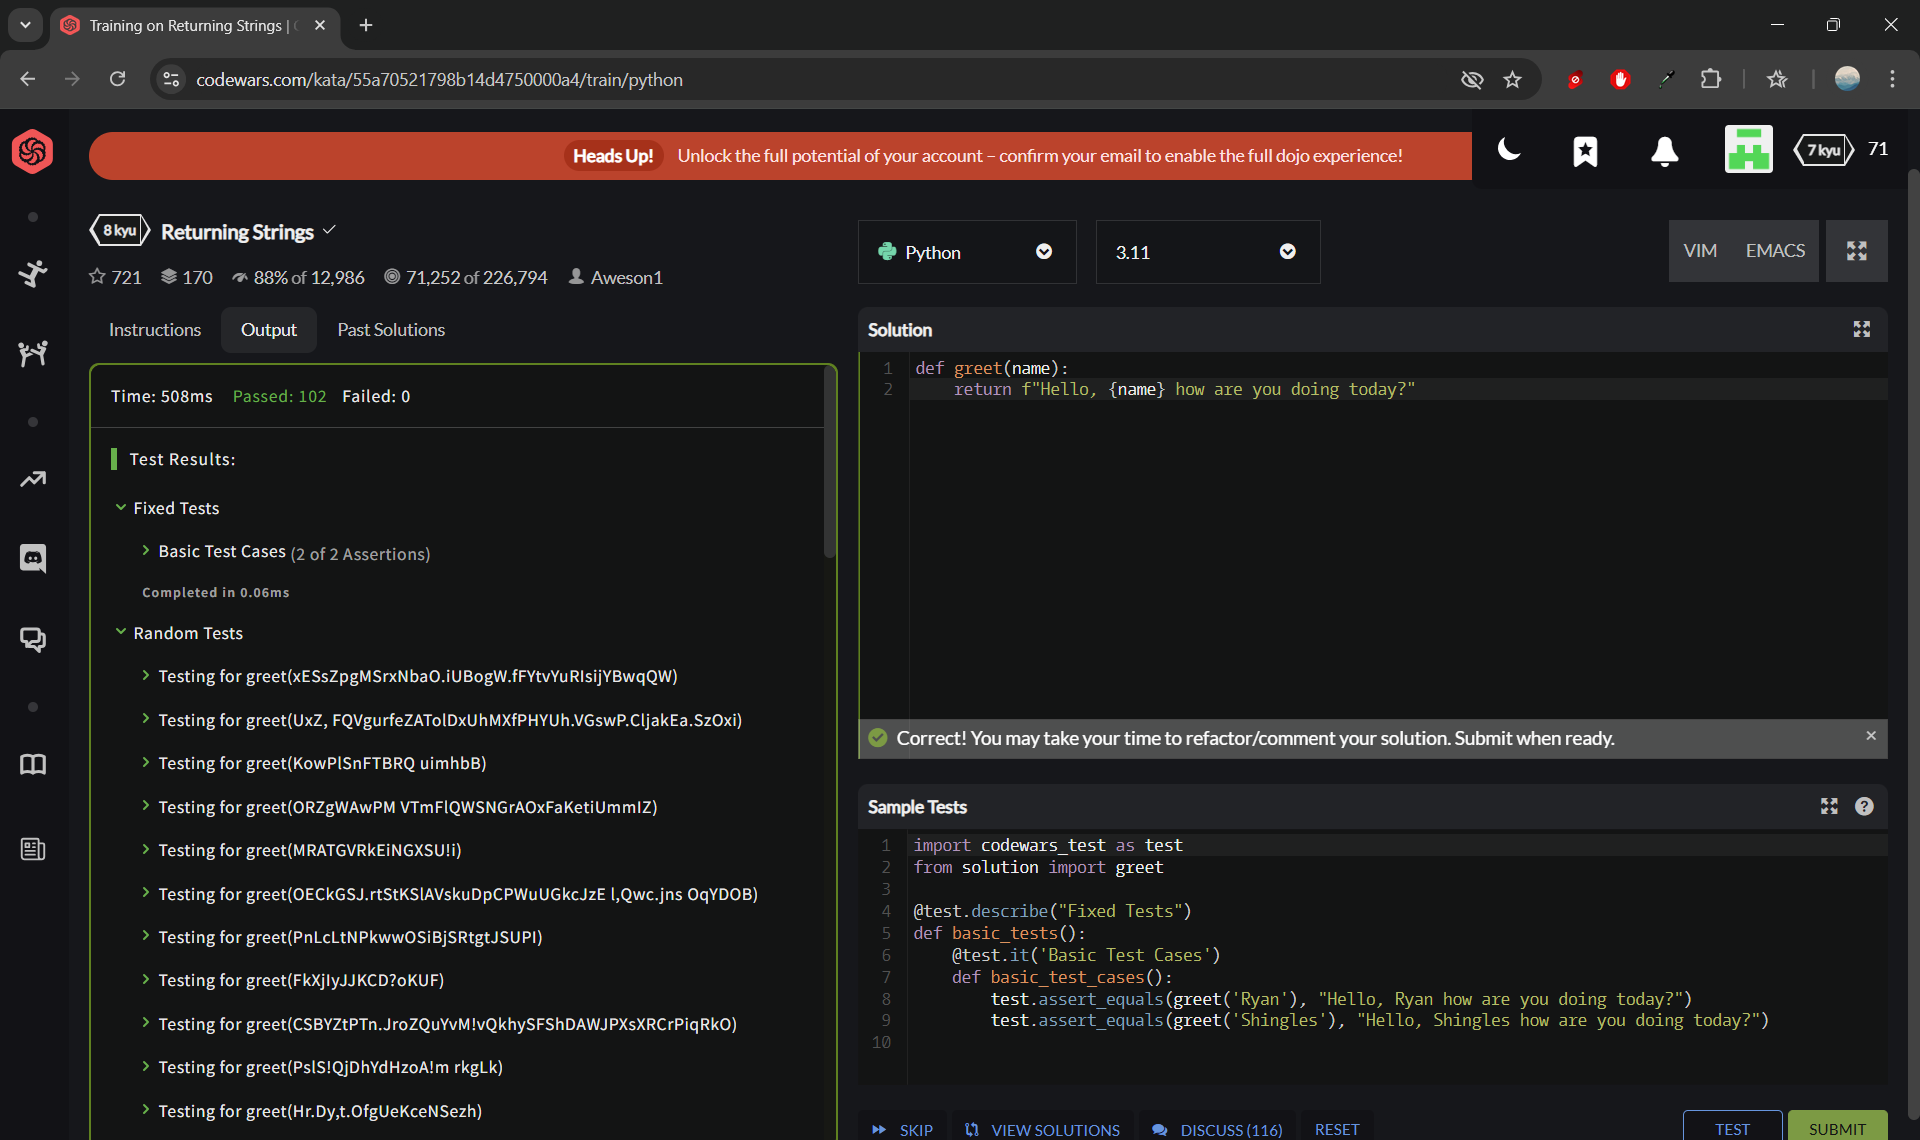 Training on Returning Strings |
codewars.com/kata/55a70521798b14d4750000a4/train/python
Heads Up! Unlock the full potential of your account – confirm your email to enable the full dojo experience!
7 kyu 71
8 kyu Returning Strings
721 170 88% of 12,986 71,252 of 226,794 Aweson1
Python
3.11
VIM EMACS
Instructions Output Past Solutions
Time: 508ms Passed: 102 Failed: 0
Test Results:
Fixed Tests
Basic Test Cases (2 of 2 Assertions)
Completed in 0.06ms
Random Tests
Testing for greet(xESsZpgMSrxNbaO.iUBogW.fFYtvYuRIsijYBwqQW)
Testing for greet(UxZ, FQVgurfeZATolDxUhMXfPHYUh.VGswP.CljakEa.SzOxi)
Testing for greet(KowPlSnFTBRQ uimhbB)
Testing for greet(ORZgWAwPM VTmFlQWSNGrAOxFaKetiUmmIZ)
Testing for greet(MRATGVRkEiNGXSU!i)
Testing for greet(OECkGSJ.rtStKSlAVskuDpCPWuUGkcJzE l,Qwc.jns OqYDOB)
Testing for greet(PnLcLtNPkwwOSiBjSRtgtJSUPI)
Testing for greet(FkXjIyJJKCD?oKUF)
Testing for greet(CSBYZtPTn.JroZQuYvM!vQkhySFShDAWJPXsXRCrPiqRkO)
Testing for greet(PslS!QjDhYdHzoA!m rkgLk)
Testing for greet(Hr.Dy,t.OfgUeKceNSezh)
Solution
1 def greet(name):
2     return f"Hello, {name} how are you doing today?"
Correct! You may take your time to refactor/comment your solution. Submit when ready.
Sample Tests
1 import codewars_test as test
2 from solution import greet
3
4 @test.describe("Fixed Tests")
5 def basic_tests():
6     @test.it('Basic Test Cases')
7     def basic_test_cases():
8         test.assert_equals(greet('Ryan'), "Hello, Ryan how are you doing today?")
9         test.assert_equals(greet('Shingles'), "Hello, Shingles how are you doing today?")
10
SKIP VIEW SOLUTIONS DISCUSS (116) RESET TEST SUBMIT